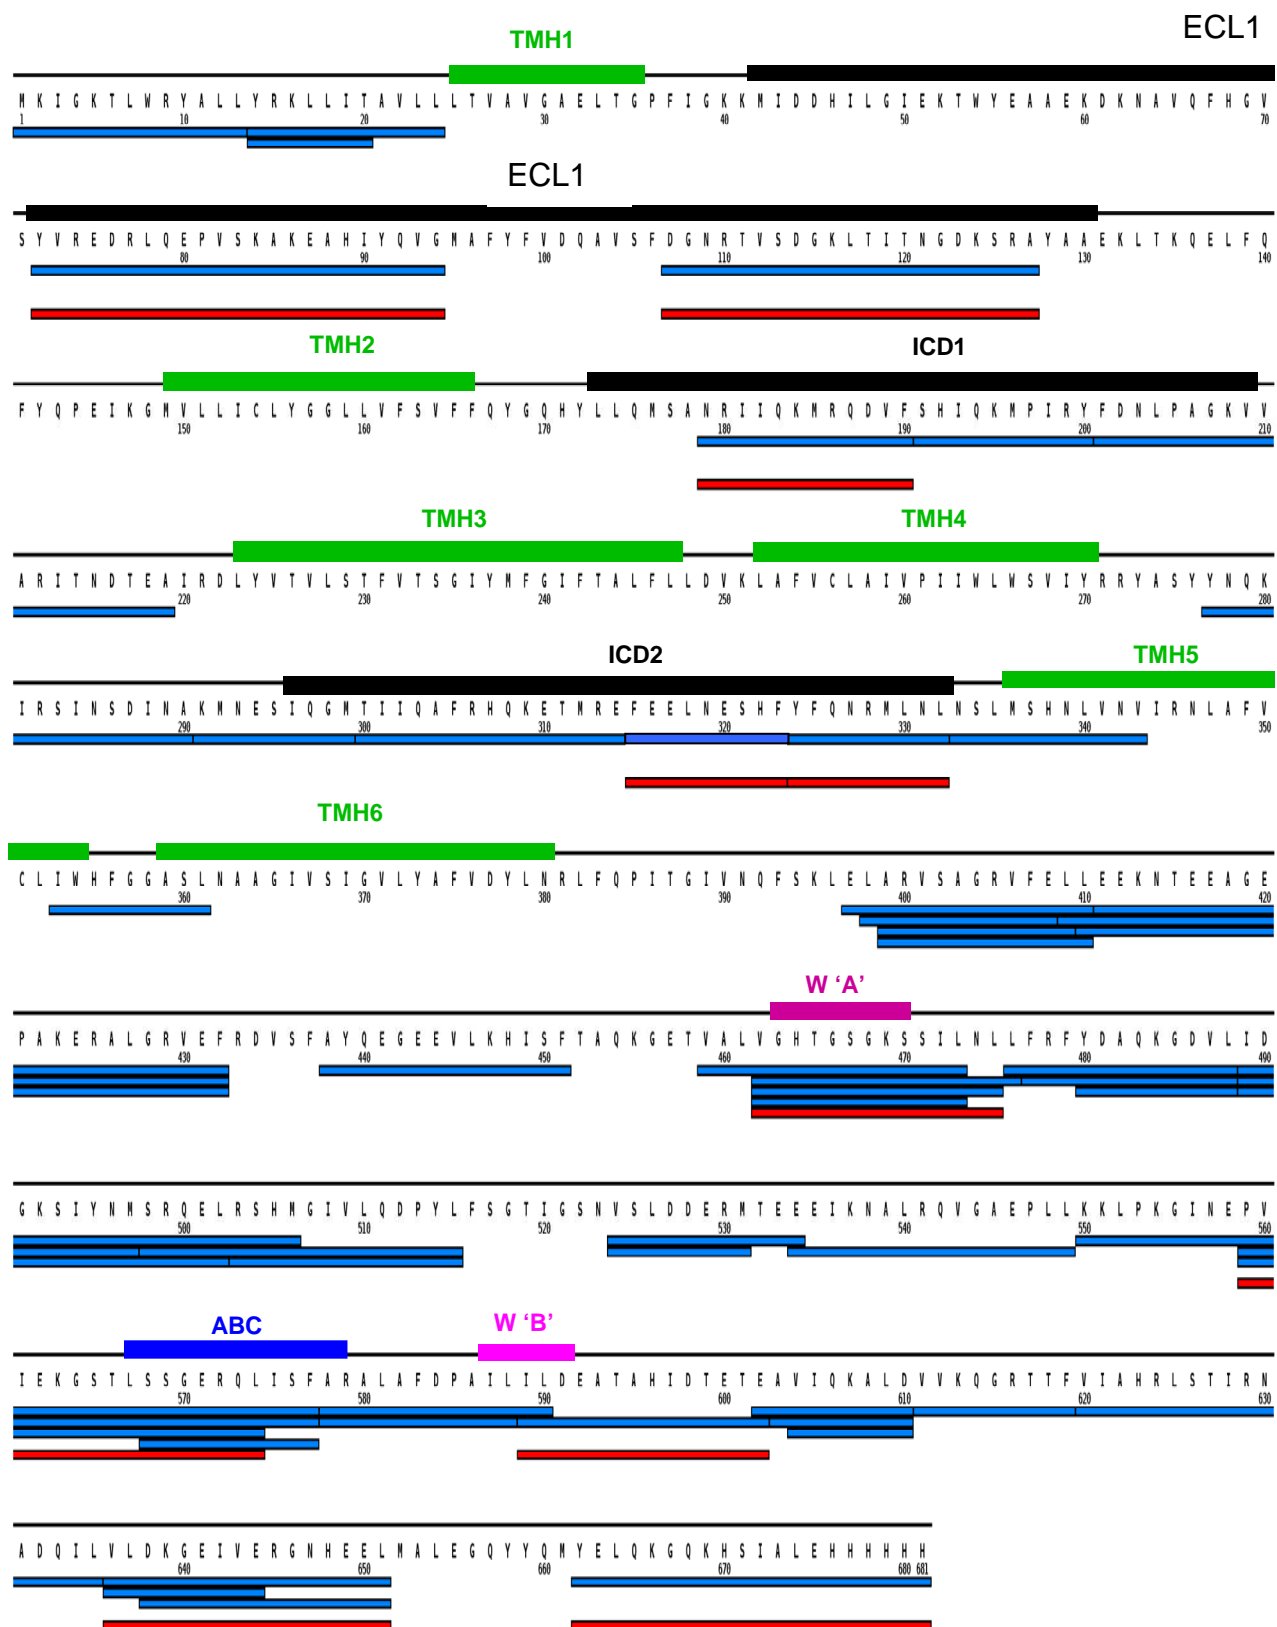 TMH1 ECL1
M K I G K T L W R Y A L L Y R K L L I T A V L L L T V A V G A E L T G P F I G K K M I D D H I L G I E K T W Y E A A E K D K N A V Q F H G V
1 10 20 30 40 50 60 70
ECL1
S Y V R E D R L Q E P V S K A K E A H I Y Q V G M A F Y F V D Q A V S F D G N R T V S D G K L T I T N G D K S R A Y A A E K L T K Q E L F Q
80 90 100 110 120 130 140
TMH2 ICD1
F Y Q P E I K G M V L L I C L Y G G L L V F S V F F Q Y G Q H Y L L Q M S A N R I I Q K M R Q D V F S H I Q K M P I R Y F D N L P A G K V V
150 160 170 180 190 200 210
TMH3 TMH4
A R I T N D T E A I R D L Y V T V L S T F V T S G I Y M F G I F T A L F L L D V K L A F V C L A I V P I I W L W S V I Y R R Y A S Y Y N Q K
220 230 240 250 260 270 280
ICD2 TMH5
I R S I N S D I N A K M N E S I Q G M T I I Q A F R H Q K E T M R E F E E L N E S H F Y F Q N R M L N L N S L M S H N L V N V I R N L A F V
290 300 310 320 330 340 350
TMH6
C L I W H F G G A S L N A A G I V S I G V L Y A F V D Y L N R L F Q P I T G I V N Q F S K L E L A R V S A G R V F E L L E E K N T E E A G E
360 370 380 390 400 410 420
W ‘A’
P A K E R A L G R V E F R D V S F A Y Q E G E E V L K H I S F T A Q K G E T V A L V G H T G S G K S S I L N L L F R F Y D A Q K G D V L I D
430 440 450 460 470 480 490
G K S I Y N M S R Q E L R S H M G I V L Q D P Y L F S G T I G S N V S L D D E R M T E E E I K N A L R Q V G A E P L L K K L P K G I N E P V
500 510 520 530 540 550 560
ABC W ‘B’
I E K G S T L S S G E R Q L I S F A R A L A F D P A I L I L D E A T A H I D T E T E A V I Q K A L D V V K Q G R T T F V I A H R L S T I R N
570 580 590 600 610 620 630
A D Q I L V L D K G E I V E R G N H E E L M A L E G Q Y Y Q M Y E L Q K G Q K H S I A L E H H H H H H
640 650 660 670 680 681